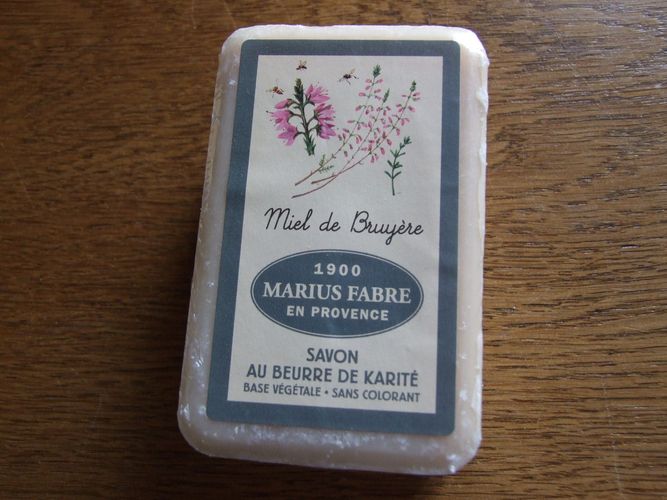 Miel de Bruyère
1900
MARIUS FABRE
EN PROVENCE
SAVON
AU BEURRE DE KARITÉ
BASE VÉGÉTALE • SANS COLORANT